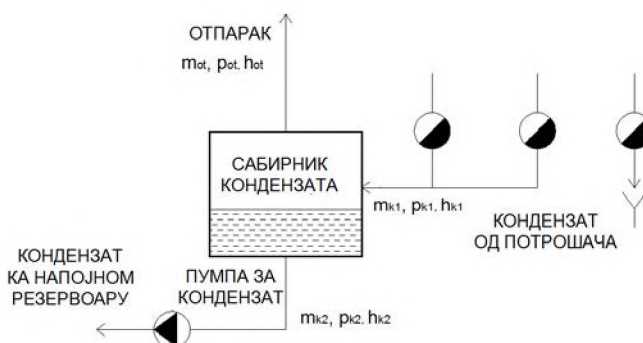 ОТПАРАК
mot, pot, hot
САБИРНИК
КОНДЕНЗАТА
mk1, pk1, hk1
КОНДЕНЗАТ
ОД ПОТРОШАЧА
КОНДЕНЗАТ
КА НАПОЈНОМ
РЕЗЕРВОАРУ
ПУМПА ЗА
КОНДЕНЗАТ
mk2, pk2, hk2